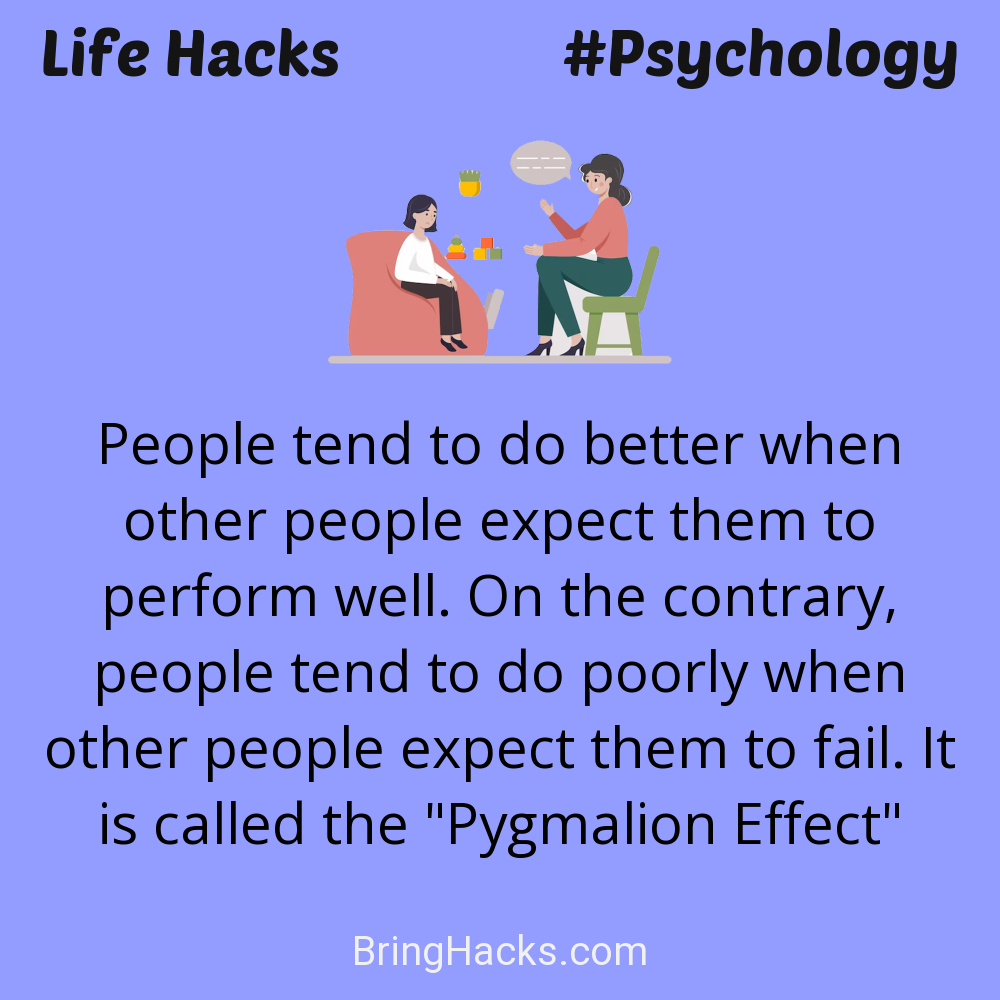 Life Hacks
#Psychology
People tend to do better when
other people expect them to
perform well. On the contrary,
people tend to do poorly when
other people expect them to fail. It
is called the "Pygmalion Effect"
BringHacks.com